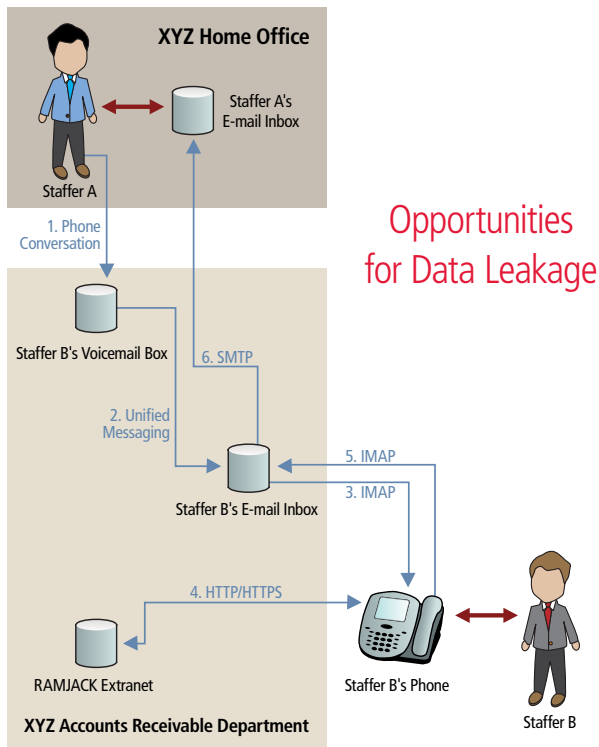 XYZ Home Office
Staffer A's
E-mail Inbox
Staffer A
1. Phone
Conversation
Opportunities
for Data Leakage
Staffer B's Voicemail Box
6. SMTP
2. Unified
Messaging
5. IMAP
3. IMAP
Staffer B's E-mail Inbox
4. HTTP/HTTPS
RAMJACK Extranet
Staffer B's Phone
Staffer B
XYZ Accounts Receivable Department